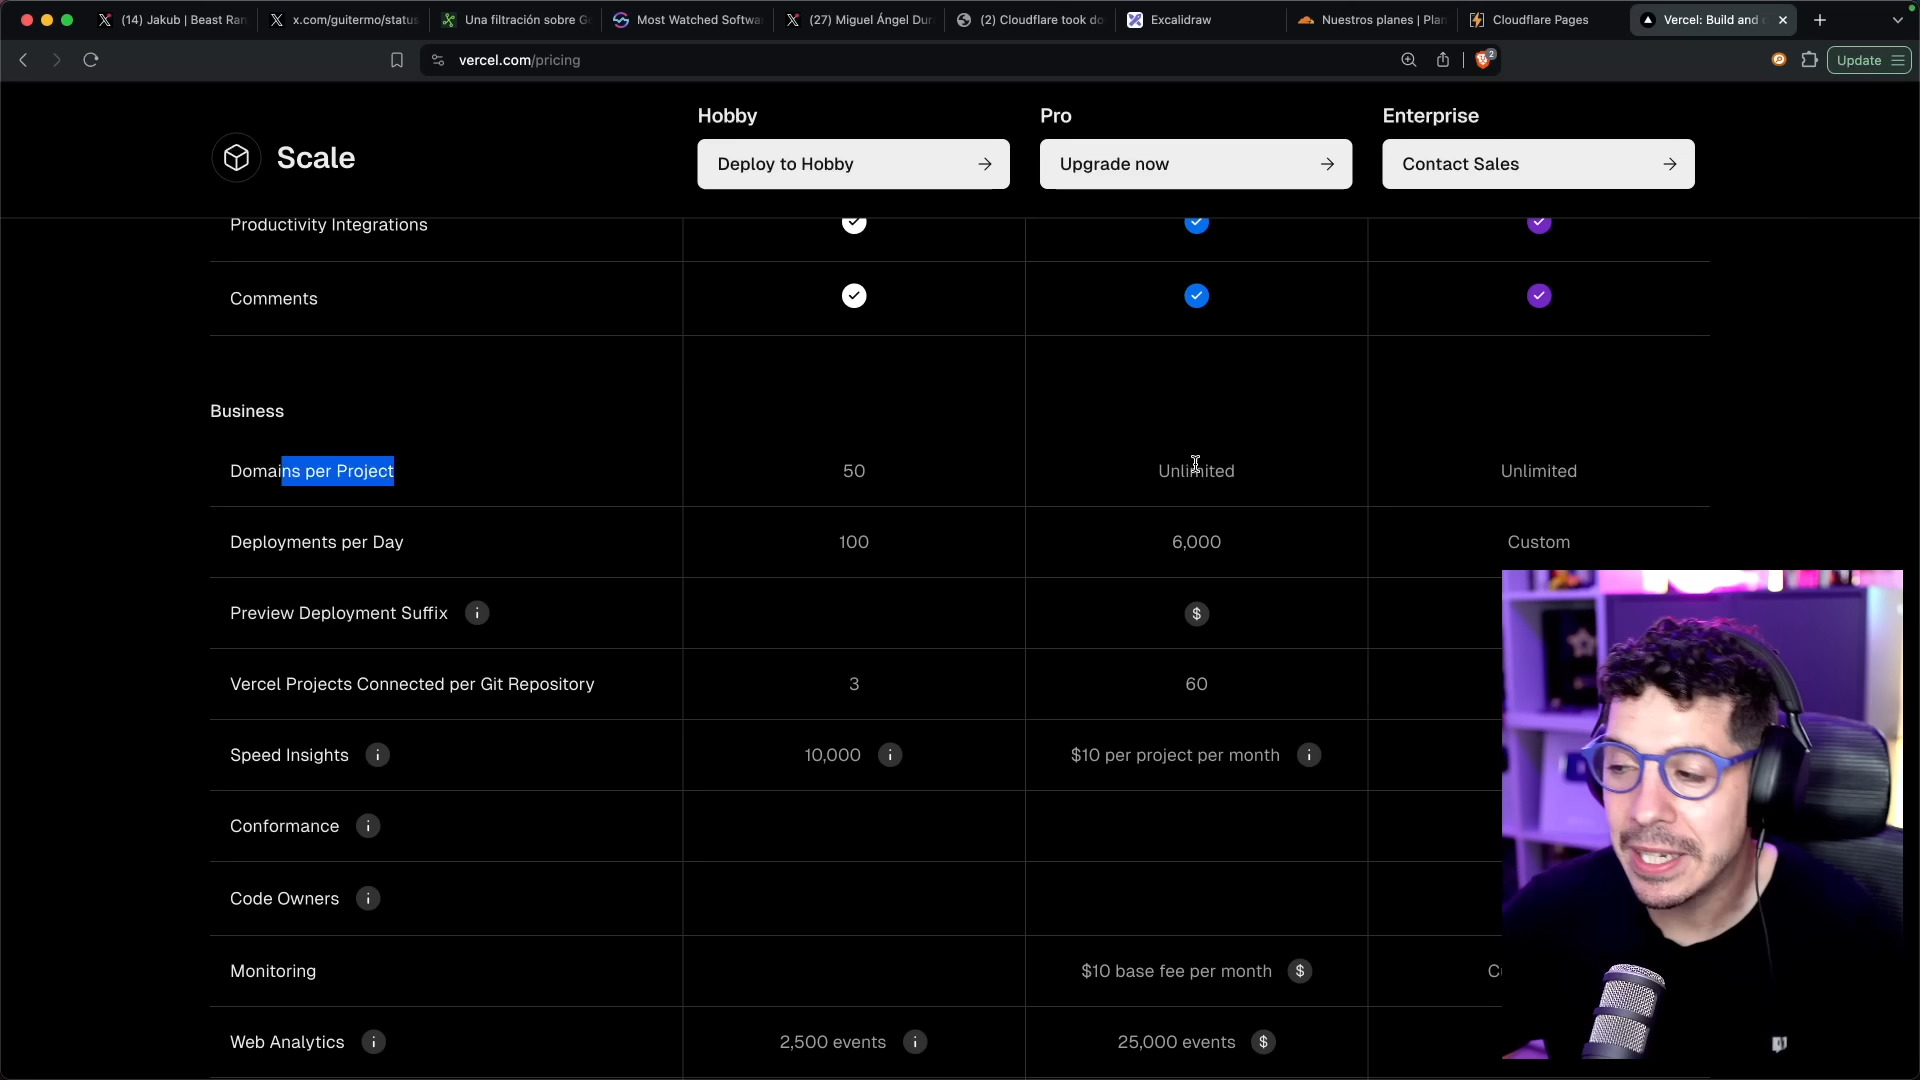 (14) Jakub | Beast Ran
x.com/guitermo/status
Una filtración sobre G
Most Watched Softwa
(27) Miguel Ángel Dur
(2) Cloudflare took do
Excalidraw
Nuestros planes | Plan
Cloudflare Pages
Vercel: Build and
vercel.com/pricing
2
Update
Scale
Hobby
Pro
Enterprise
Deploy to Hobby
Upgrade now
Contact Sales
Productivity Integrations
Comments
Business
Domains per Project 50 Unlimited Unlimited
Deployments per Day 100 6,000 Custom
Preview Deployment Suffix i $
Vercel Projects Connected per Git Repository 3 60
Speed Insights i 10,000 i $10 per project per month i
Conformance i
Code Owners i
Monitoring $10 base fee per month $ C
Web Analytics i 2,500 events i 25,000 events $